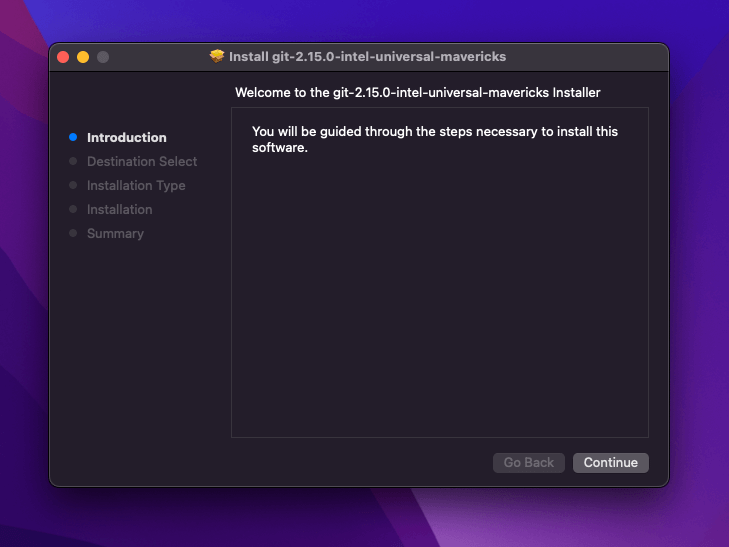 Install git-2.15.0-intel-universal-mavericks
Welcome to the git-2.15.0-intel-universal-mavericks Installer
Introduction
Destination Select
Installation Type
Installation
Summary
You will be guided through the steps necessary to install this
software.
Go Back
Continue